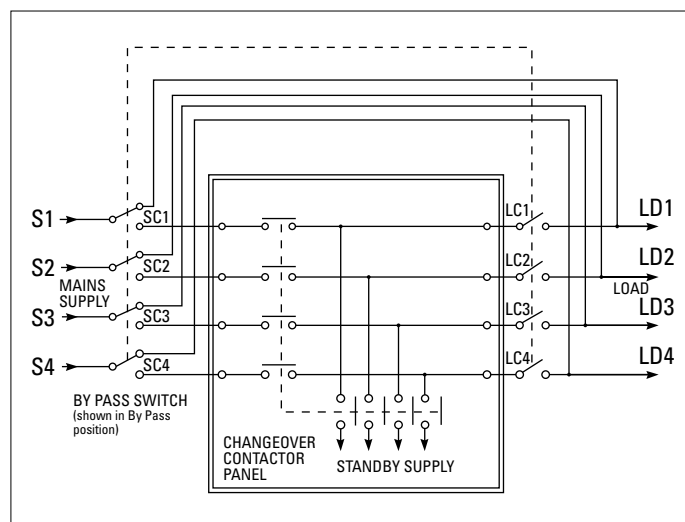 S1
SC1
LC1
LD1
S2
MAINS
SUPPLY
SC2
LC2
LD2
LOAD
S3
SC3
LC3
LD3
S4
SC4
LC4
LD4
BY PASS SWITCH
(shown in By Pass
position)
CHANGEOVER
CONTACTOR
PANEL
STANDBY SUPPLY